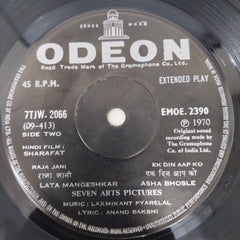 TRADE MARK
ODEON
Regd. Trade Mark of The Gramophone Co. Ltd.
45 R.P.M.
EXTENDED PLAY
7TJW. 2066
(09-413)
SIDE TWO
EMOE. 2390
℗ 1970
Original sound recording made by The Gramophone Co. of India Ltd.
HINDI FILM:
SHARAFAT
RAJA JANI
राजा जानी
EK DIN AAP KO
एक दिन आप को
LATA MANGESHKAR
ASHA BHOSLE
SEVEN ARTS PICTURES
MUSIC: LAXMIKANT PYARELAL
LYRIC: ANAND BAKSHI